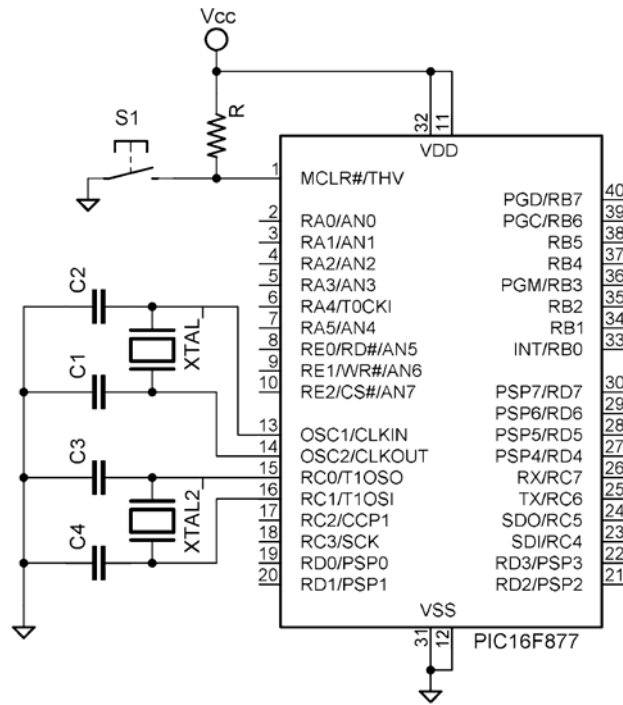 Vcc
S1
R
32
11
VDD
1
MCLR#/THV
2
RA0/AN0
3
RA1/AN1
4
RA2/AN2
5
RA3/AN3
6
RA4/T0CKI
7
RA5/AN4
8
RE0/RD#/AN5
9
RE1/WR#/AN6
10
RE2/CS#/AN7
13
OSC1/CLKIN
14
OSC2/CLKOUT
15
RC0/T1OSO
16
RC1/T1OSI
17
RC2/CCP1
18
RC3/SCK
19
RD0/PSP0
20
RD1/PSP1
PGD/RB7
40
PGC/RB6
39
RB5
38
RB4
37
PGM/RB3
36
RB2
35
RB1
34
INT/RB0
33
PSP7/RD7
30
PSP6/RD6
29
PSP5/RD5
28
PSP4/RD4
27
RX/RC7
26
TX/RC6
25
SDO/RC5
24
SDI/RC4
23
RD3/PSP3
22
RD2/PSP2
21
C2
XTAL
C1
C3
XTAL2
C4
VSS
31
12
PIC16F877